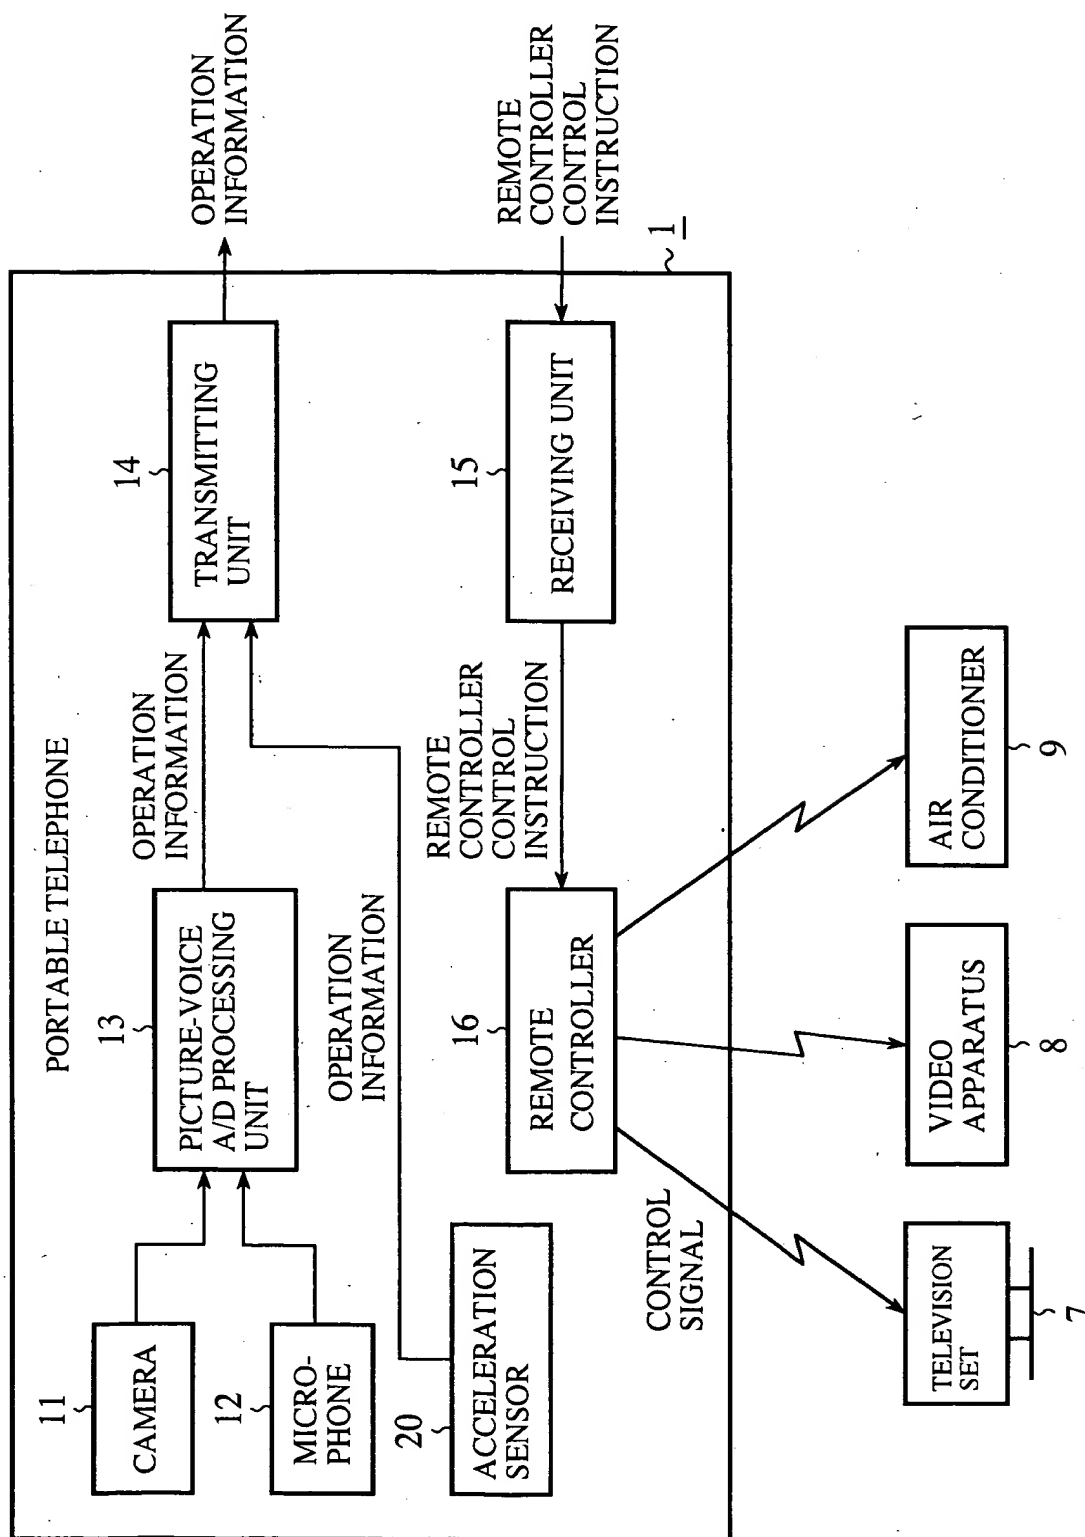 PORTABLE TELEPHONE
11
CAMERA
12
MICRO-
PHONE
20
ACCELERATION
SENSOR
13
PICTURE-VOICE
A/D PROCESSING
UNIT
OPERATION
INFORMATION
OPERATION
INFORMATION
14
TRANSMITTING
UNIT
OPERATION
INFORMATION
16
REMOTE
CONTROLLER
REMOTE
CONTROLLER
CONTROL
INSTRUCTION
15
RECEIVING UNIT
REMOTE
CONTROLLER
CONTROL
INSTRUCTION
1
CONTROL
SIGNAL
TELEVISION
SET
7
VIDEO
APPARATUS
8
AIR
CONDITIONER
9